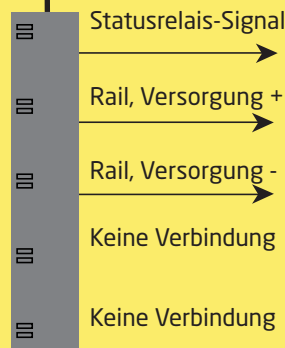 Statusrelais-Signal
Rail, Versorgung +
Rail, Versorgung -
Keine Verbindung
Keine Verbindung